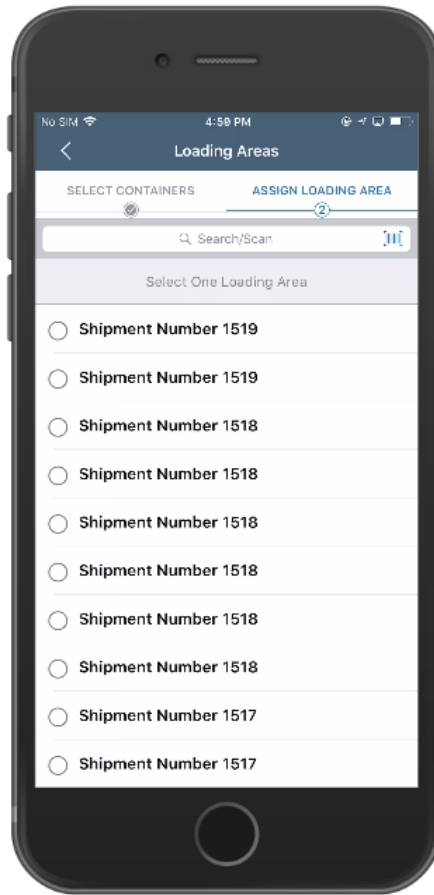 No SIM 4:59 PM
Loading Areas
SELECT CONTAINERS ASSIGN LOADING AREA
2
Search/Scan
Select One Loading Area
Shipment Number 1519
Shipment Number 1519
Shipment Number 1518
Shipment Number 1518
Shipment Number 1518
Shipment Number 1518
Shipment Number 1518
Shipment Number 1518
Shipment Number 1517
Shipment Number 1517